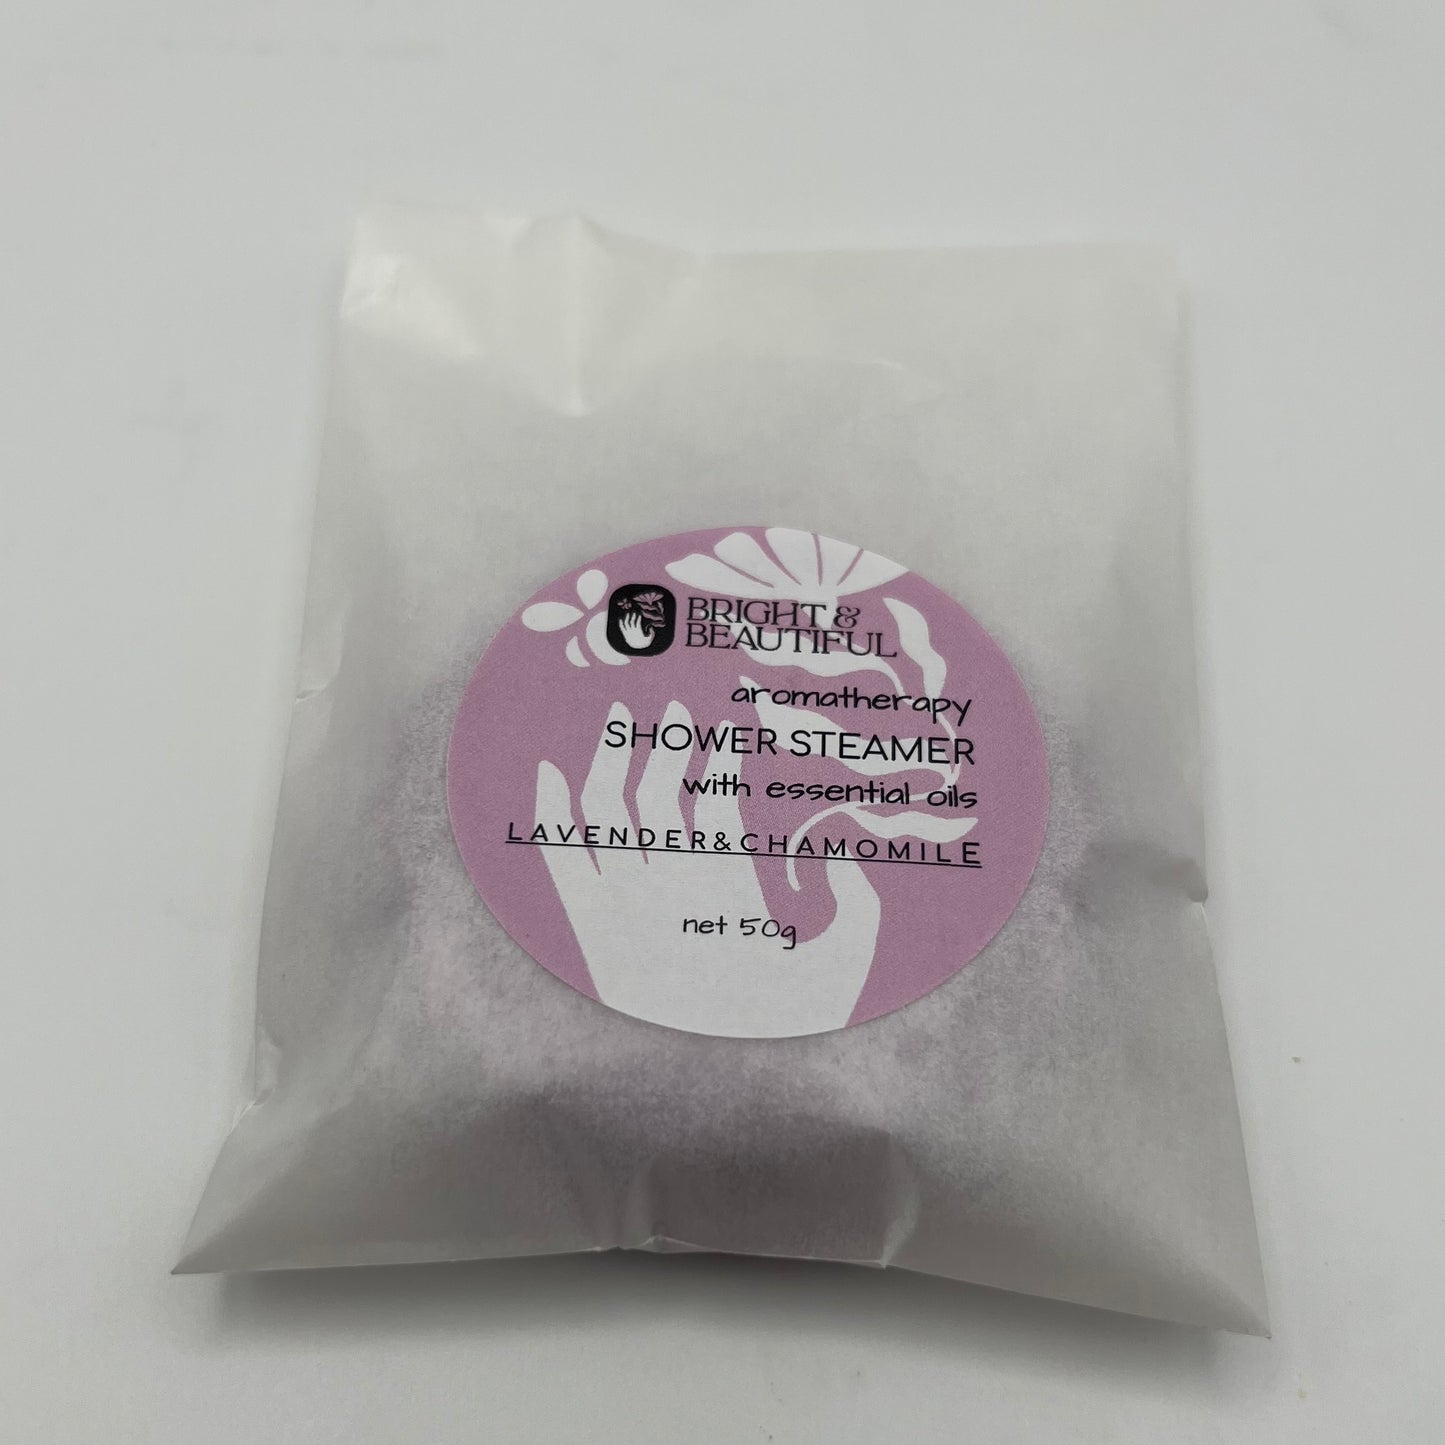 BRIGHT &
BEAUTIFUL
aromatherapy
SHOWER STEAMER
with essential oils
LAVENDER&CHAMOMILE
net 50g